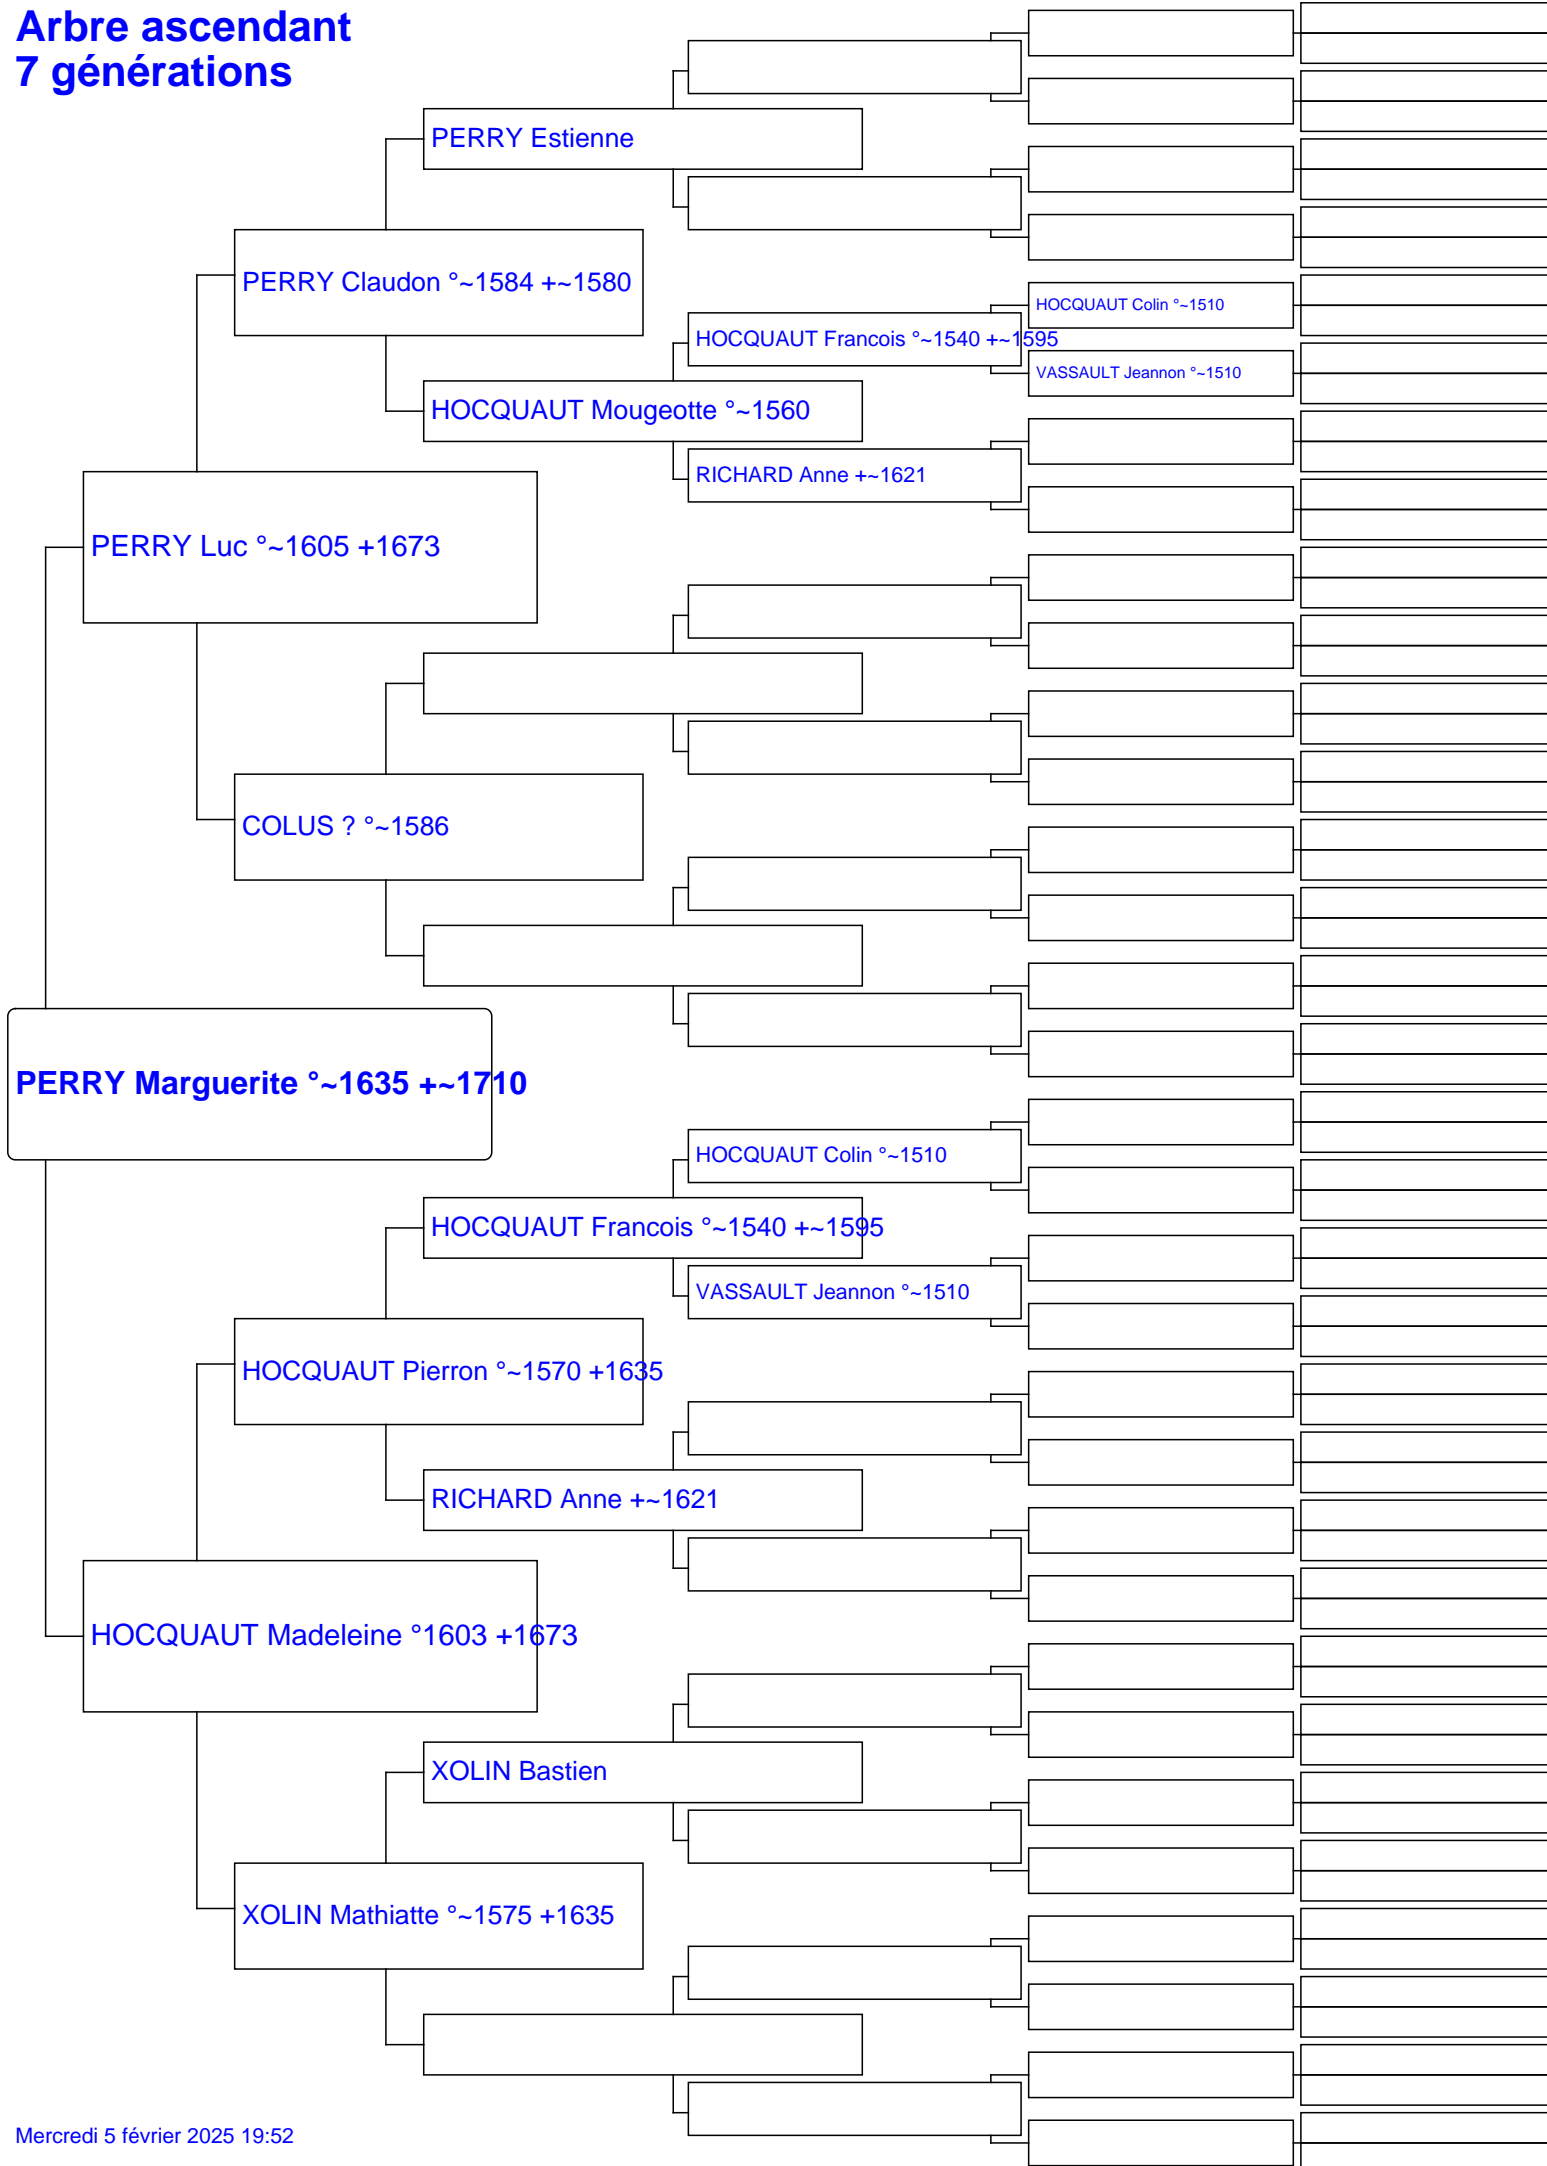 Arbre ascendant
7 générations
PERRY Estienne
PERRY Claudon °~1584 +~1580
HOCQUAUT Colin °~1510
HOCQUAUT Francois °~1540 +~1595
VASSAULT Jeannon °~1510
HOCQUAUT Mougeotte °~1560
RICHARD Anne +~1621
PERRY Luc °~1605 +1673
COLUS ? °~1586
PERRY Marguerite °~1635 +~1710
HOCQUAUT Colin °~1510
HOCQUAUT Francois °~1540 +~1595
VASSAULT Jeannon °~1510
HOCQUAUT Pierron °~1570 +1635
RICHARD Anne +~1621
HOCQUAUT Madeleine °1603 +1673
XOLIN Bastien
XOLIN Mathiatte °~1575 +1635
Mercredi 5 février 2025 19:52